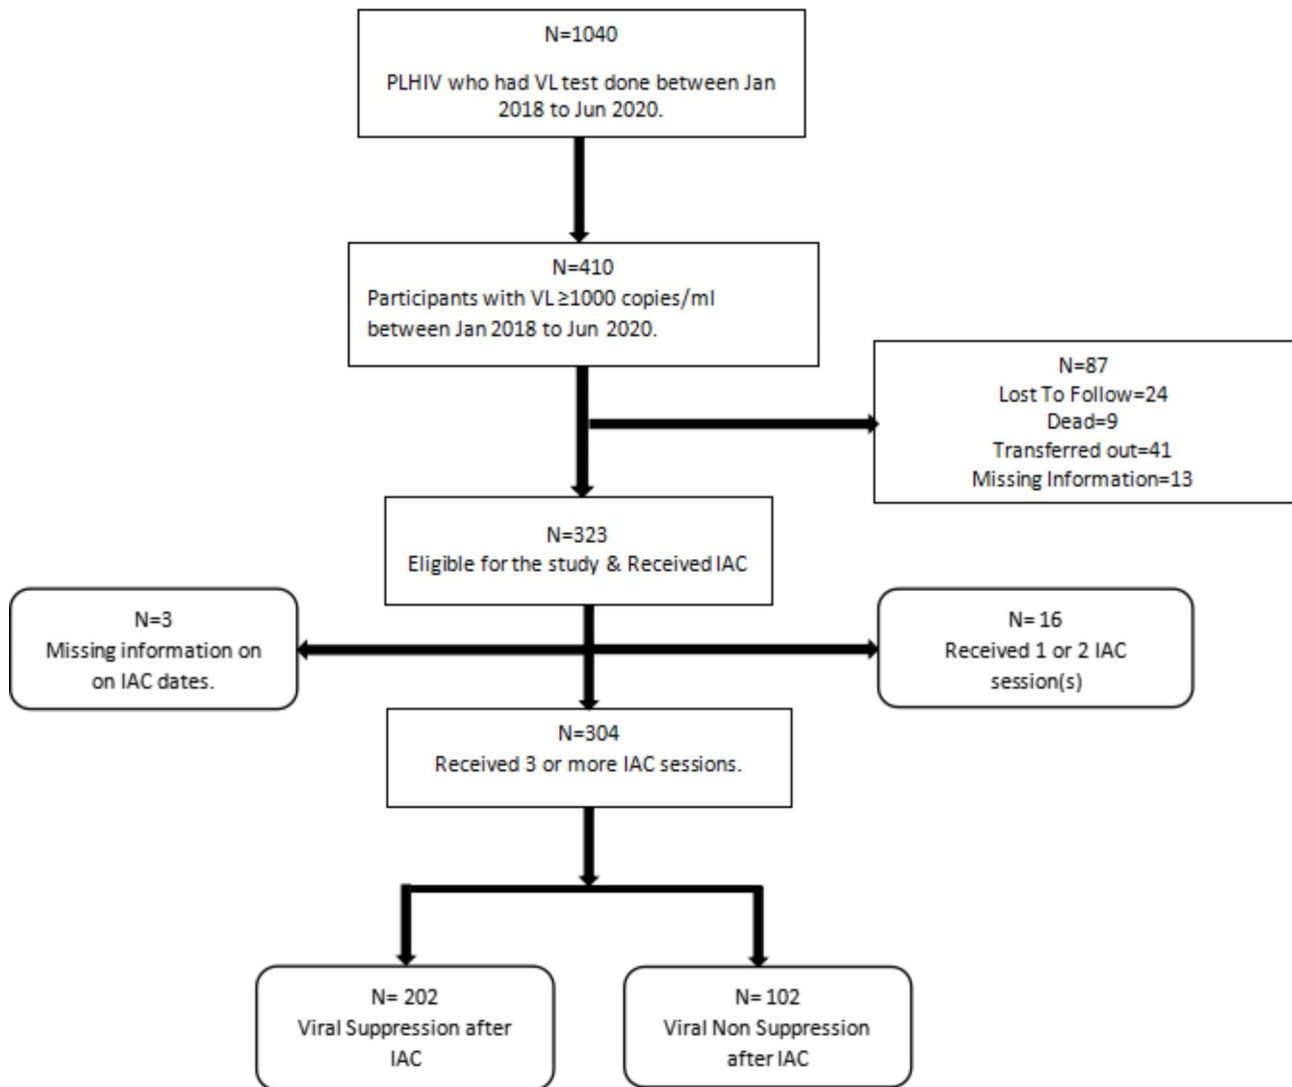 N=1040
PLHIV who had VL test done between Jan
2018 to Jun 2020.
N=410
Participants with VL ≥1000 copies/ml
between Jan 2018 to Jun 2020.
N=87
Lost To Follow=24
Dead=9
Transferred out=41
Missing Information=13
N=323
Eligible for the study & Received IAC
N=3
Missing information on
on IAC dates.
N= 16
Received 1 or 2 IAC
session(s)
N=304
Received 3 or more IAC sessions.
N= 202
Viral Suppression after
IAC
N= 102
Viral Non Suppression
after IAC